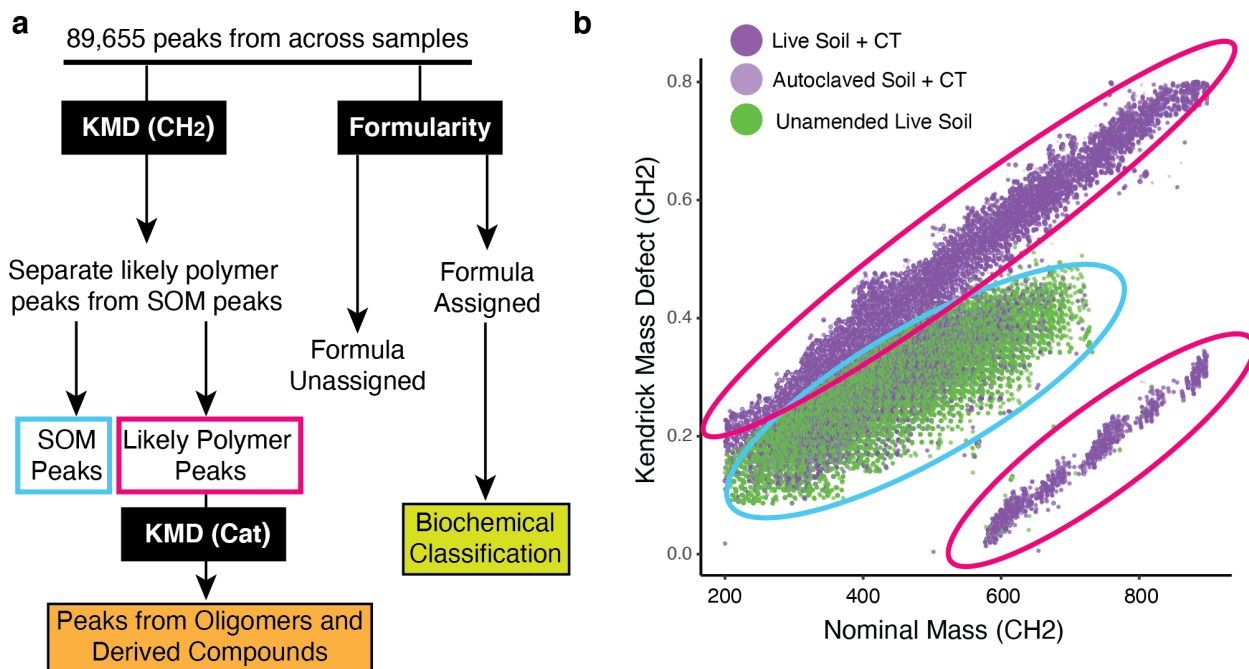 a
89,655 peaks from across samples
KMD (CH2)
Formularity
Separate likely polymer
peaks from SOM peaks
Formula
Assigned
Formula
Unassigned
SOM
Peaks
Likely Polymer
Peaks
KMD (Cat)
Biochemical
Classification
Peaks from Oligomers and
Derived Compounds
b
Live Soil + CT
Autoclaved Soil + CT
Unamended Live Soil
Kendrick Mass Defect (CH2)
0.8
0.6
0.4
0.2
0.0
200 400 600 800
Nominal Mass (CH2)